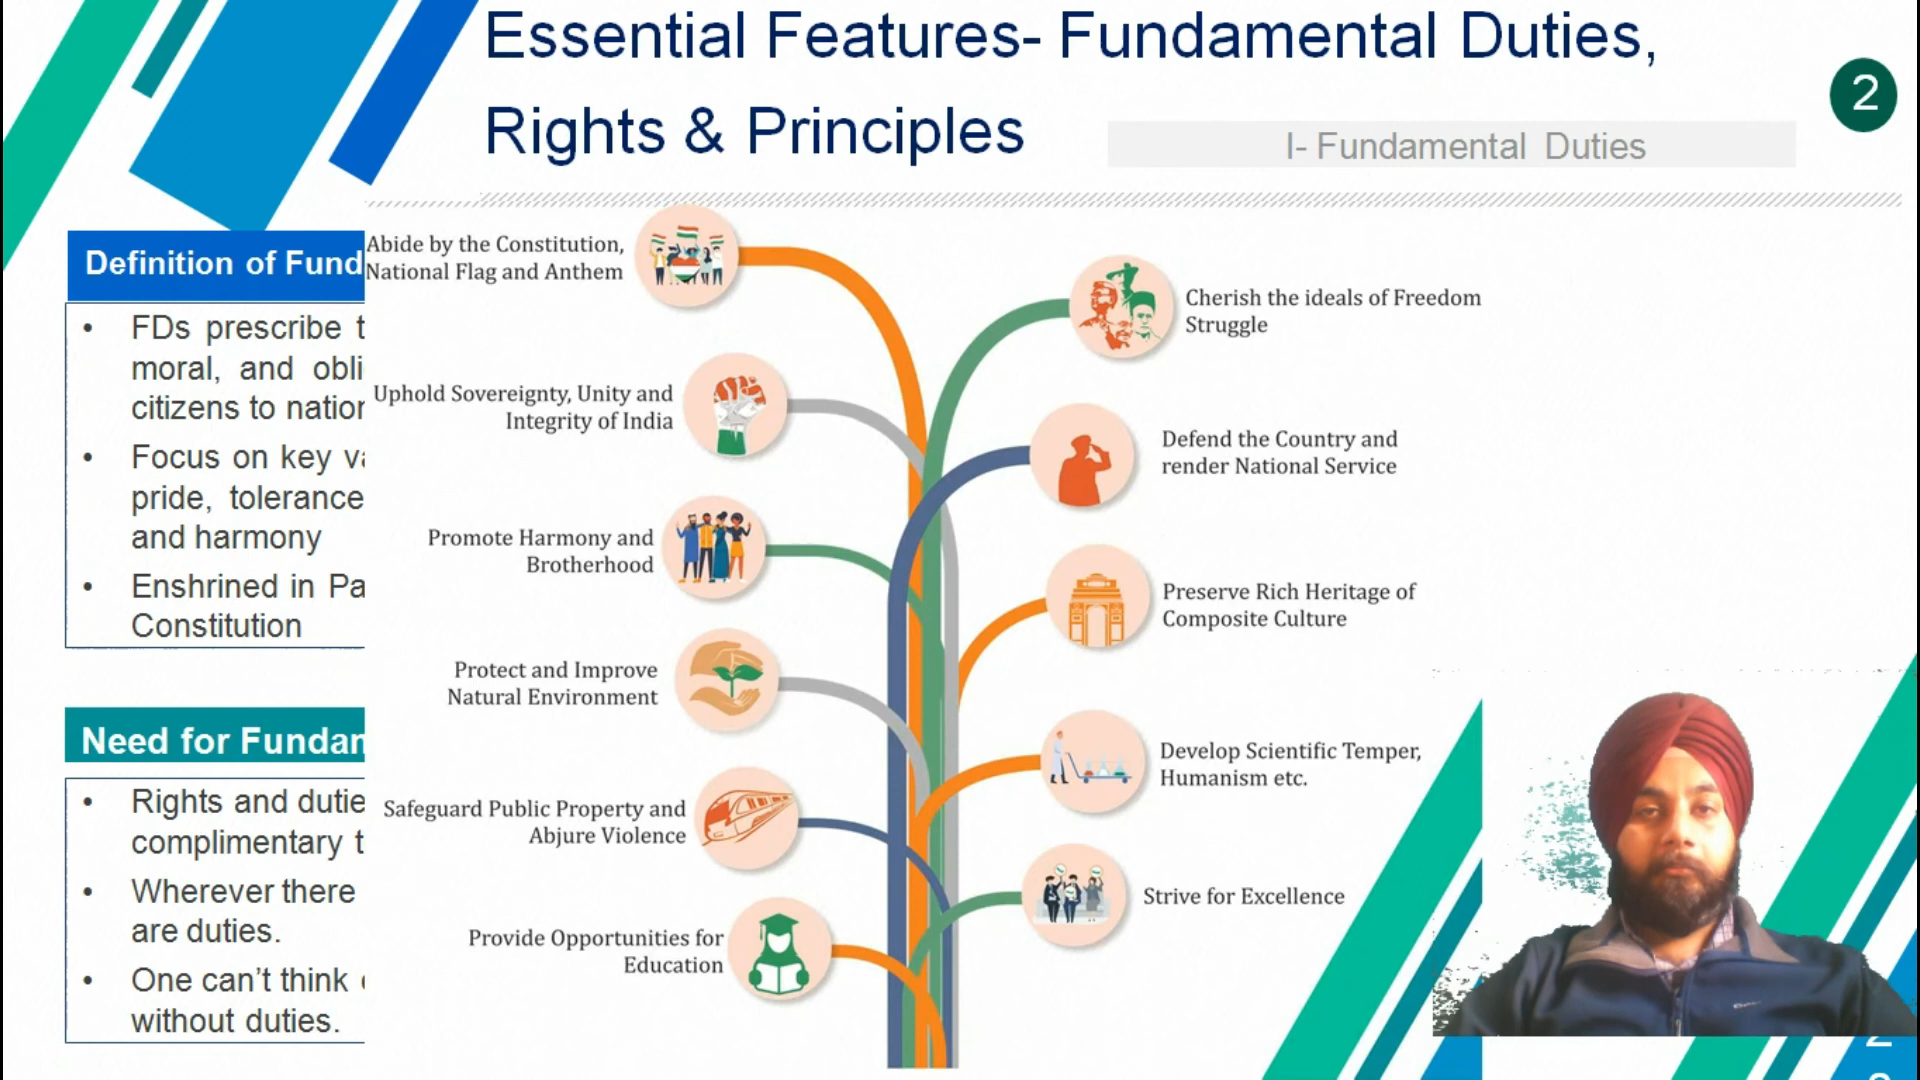 Essential Features- Fundamental Duties,
Rights & Principles
2
I- Fundamental Duties
Definition of Fund
FDs prescribe t
moral, and obli
citizens to nation
Focus on key va
pride, tolerance
and harmony
Enshrined in Pa
Constitution
Need for Fundam
Rights and dutie
complimentary t
Wherever there
are duties.
One can't think
without duties.
Abide by the Constitution,
National Flag and Anthem
Cherish the ideals of Freedom
Struggle
Uphold Sovereignty, Unity and
Integrity of India
Defend the Country and
render National Service
Promote Harmony and
Brotherhood
Preserve Rich Heritage of
Composite Culture
Protect and Improve
Natural Environment
Develop Scientific Temper,
Humanism etc.
Safeguard Public Property and
Abjure Violence
Strive for Excellence
Provide Opportunities for
Education